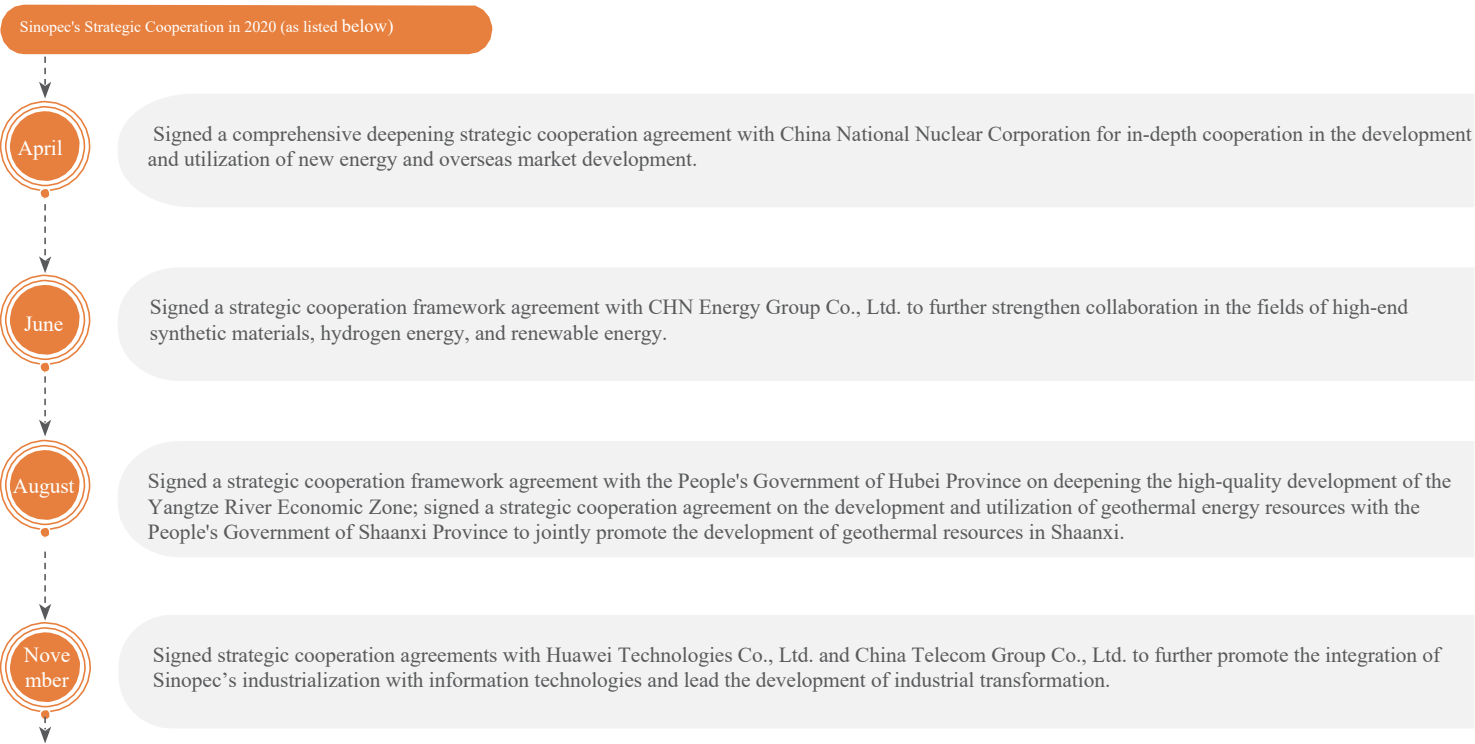 Sinopec's Strategic Cooperation in 2020 (as listed below)
April
Signed a comprehensive deepening strategic cooperation agreement with China National Nuclear Corporation for in-depth cooperation in the development
and utilization of new energy and overseas market development.
June
Signed a strategic cooperation framework agreement with CHN Energy Group Co., Ltd. to further strengthen collaboration in the fields of high-end
synthetic materials, hydrogen energy, and renewable energy.
August
Signed a strategic cooperation framework agreement with the People's Government of Hubei Province on deepening the high-quality development of the
Yangtze River Economic Zone; signed a strategic cooperation agreement on the development and utilization of geothermal energy resources with the
People's Government of Shaanxi Province to jointly promote the development of geothermal resources in Shaanxi.
Nove
mber
Signed strategic cooperation agreements with Huawei Technologies Co., Ltd. and China Telecom Group Co., Ltd. to further promote the integration of
Sinopec’s industrialization with information technologies and lead the development of industrial transformation.